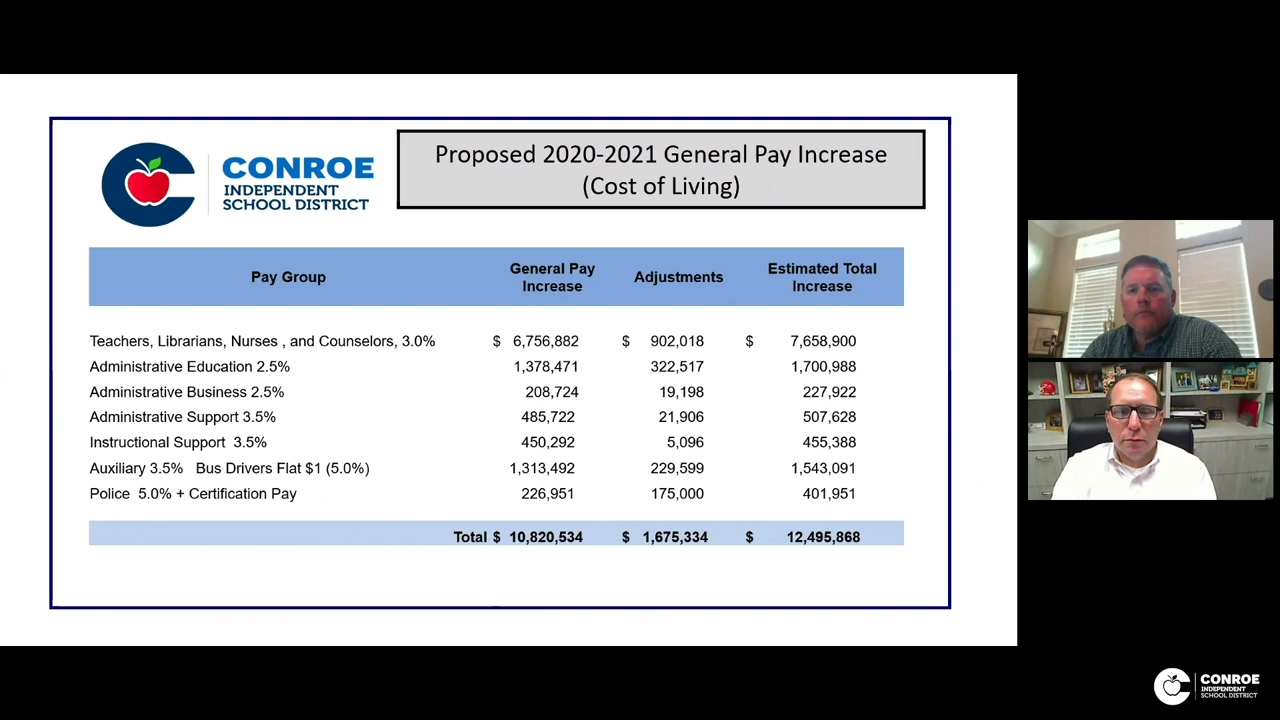 CONROE
INDEPENDENT
SCHOOL DISTRICT
Proposed 2020-2021 General Pay Increase
(Cost of Living)
Pay Group General Pay Increase Adjustments Estimated Total Increase
Teachers, Librarians, Nurses , and Counselors, 3.0% $ 6,756,882 $ 902,018 $ 7,658,900
Administrative Education 2.5% 1,378,471 322,517 1,700,988
Administrative Business 2.5% 208,724 19,198 227,922
Administrative Support 3.5% 485,722 21,906 507,628
Instructional Support 3.5% 450,292 5,096 455,388
Auxiliary 3.5% Bus Drivers Flat $1 (5.0%) 1,313,492 229,599 1,543,091
Police 5.0% + Certification Pay 226,951 175,000 401,951
Total $ 10,820,534 $ 1,675,334 $ 12,495,868
CONROE
INDEPENDENT
SCHOOL DISTRICT